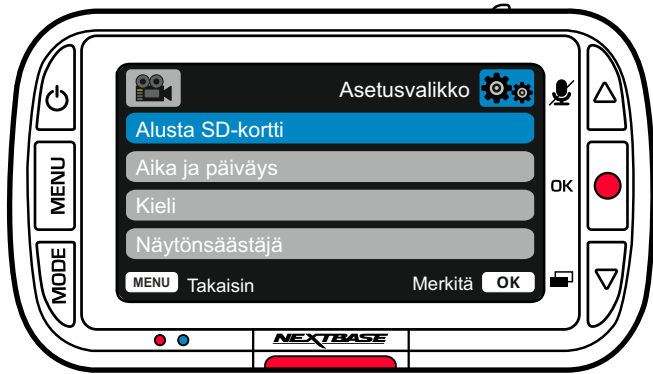 Asetusvalikko
Alusta SD-kortti
Aika ja päiväys
Kieli
Näytönsäästäjä
MENU Takaisin Merkitä OK
MENU
MODE
OK
NEXTBASE